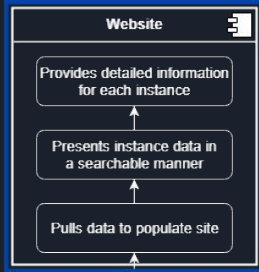 Website
Provides detailed information
for each instance
Presents instance data in
a searchable manner
Pulls data to populate site